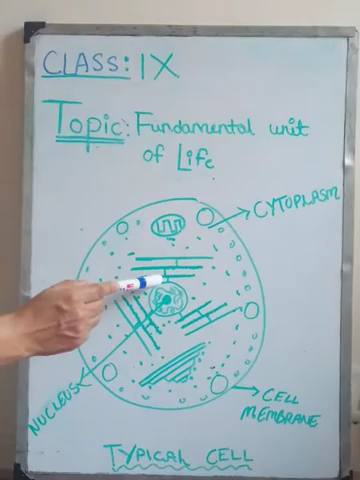 CLASS: IX
Topic: Fundamental unit
of Life
CYTOPLASM
NUCLEUS
CELL
MEMBRANE
TYPICAL CELL